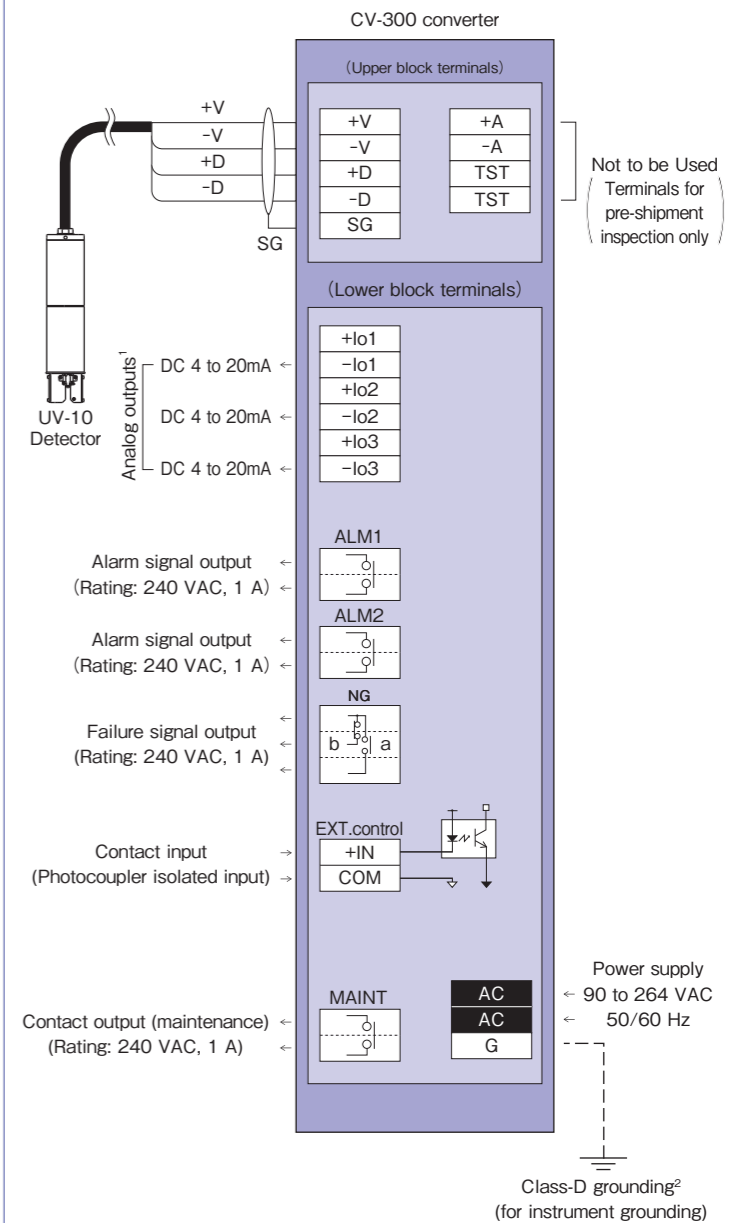 CV-300 converter
(Upper block terminals)
+V
-V
+D
-D
SG
+V
-V
+D
-D
SG
+A
-A
TST
TST
Not to be Used
Terminals for
pre-shipment
inspection only
UV-10
Detector
(Lower block terminals)
Analog outputs¹
DC 4 to 20mA
DC 4 to 20mA
DC 4 to 20mA
+Io1
-Io1
+Io2
-Io2
+Io3
-Io3
ALM1
Alarm signal output
(Rating: 240 VAC, 1 A)
ALM2
Alarm signal output
(Rating: 240 VAC, 1 A)
NG
b a
Failure signal output
(Rating: 240 VAC, 1 A)
EXT.control
+IN
COM
Contact input
(Photocoupler isolated input)
MAINT
Contact output (maintenance)
(Rating: 240 VAC, 1 A)
AC
AC
G
Power supply
90 to 264 VAC
50/60 Hz
Class-D grounding²
(for instrument grounding)